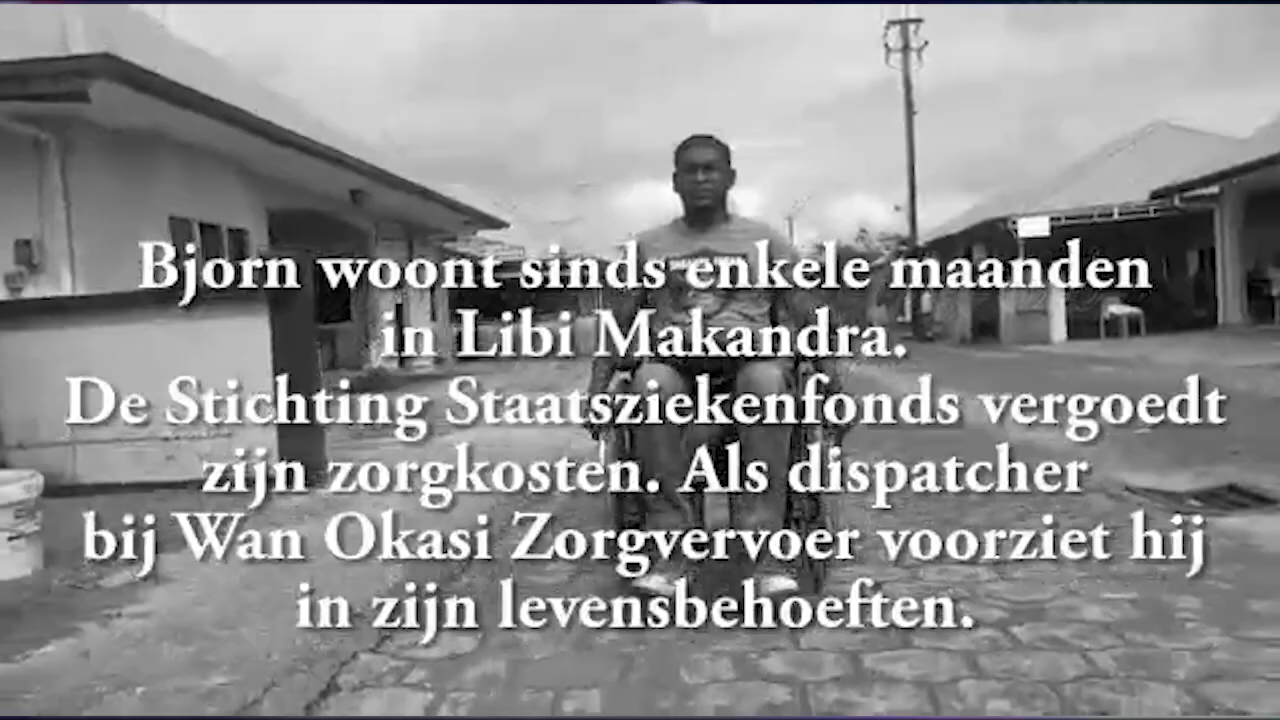 Bjorn woont sinds enkele maanden
in Libi Makandra.
De Stichting Staatsziekenfonds vergoedt
zijn zorgkosten. Als dispatcher
bij Wan Okasi Zorgvervoer voorziet hij
in zijn levensbehoeften.